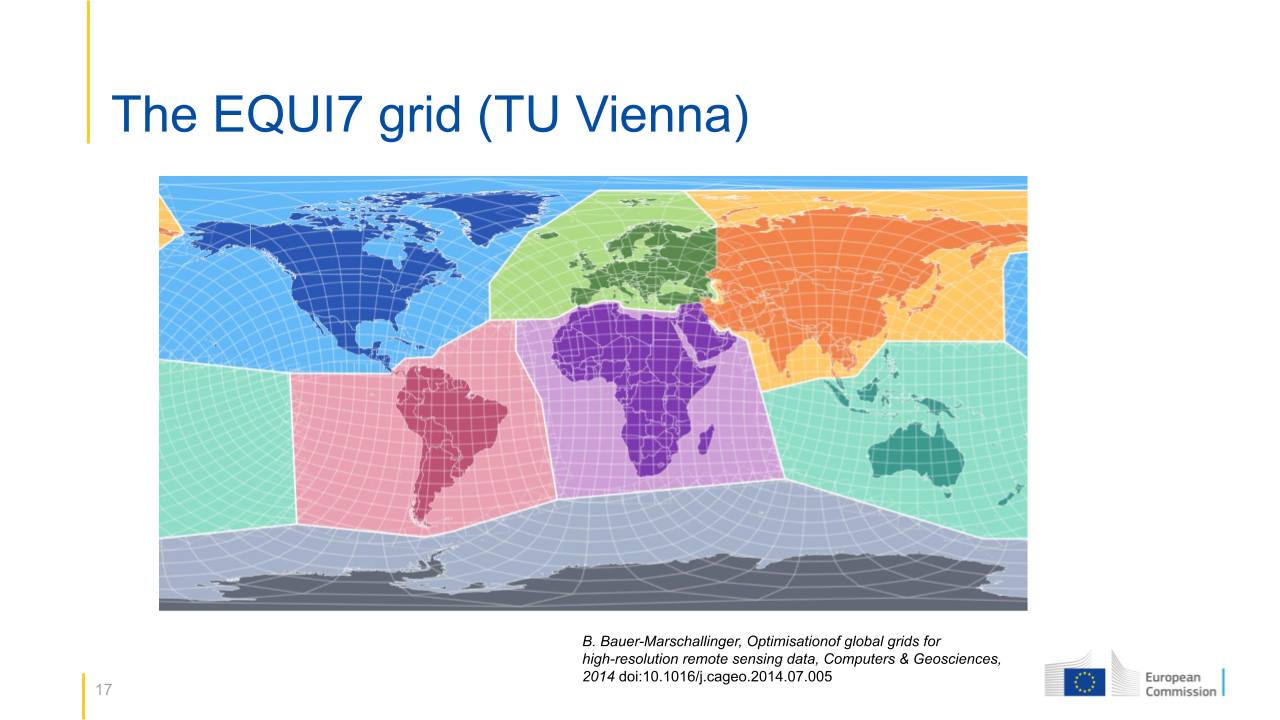 The EQUI7 grid (TU Vienna)
B. Bauer-Marschallinger, Optimisationof global grids for
high-resolution remote sensing data, Computers & Geosciences,
2014 doi:10.1016/j.cageo.2014.07.005
17
European
Commission